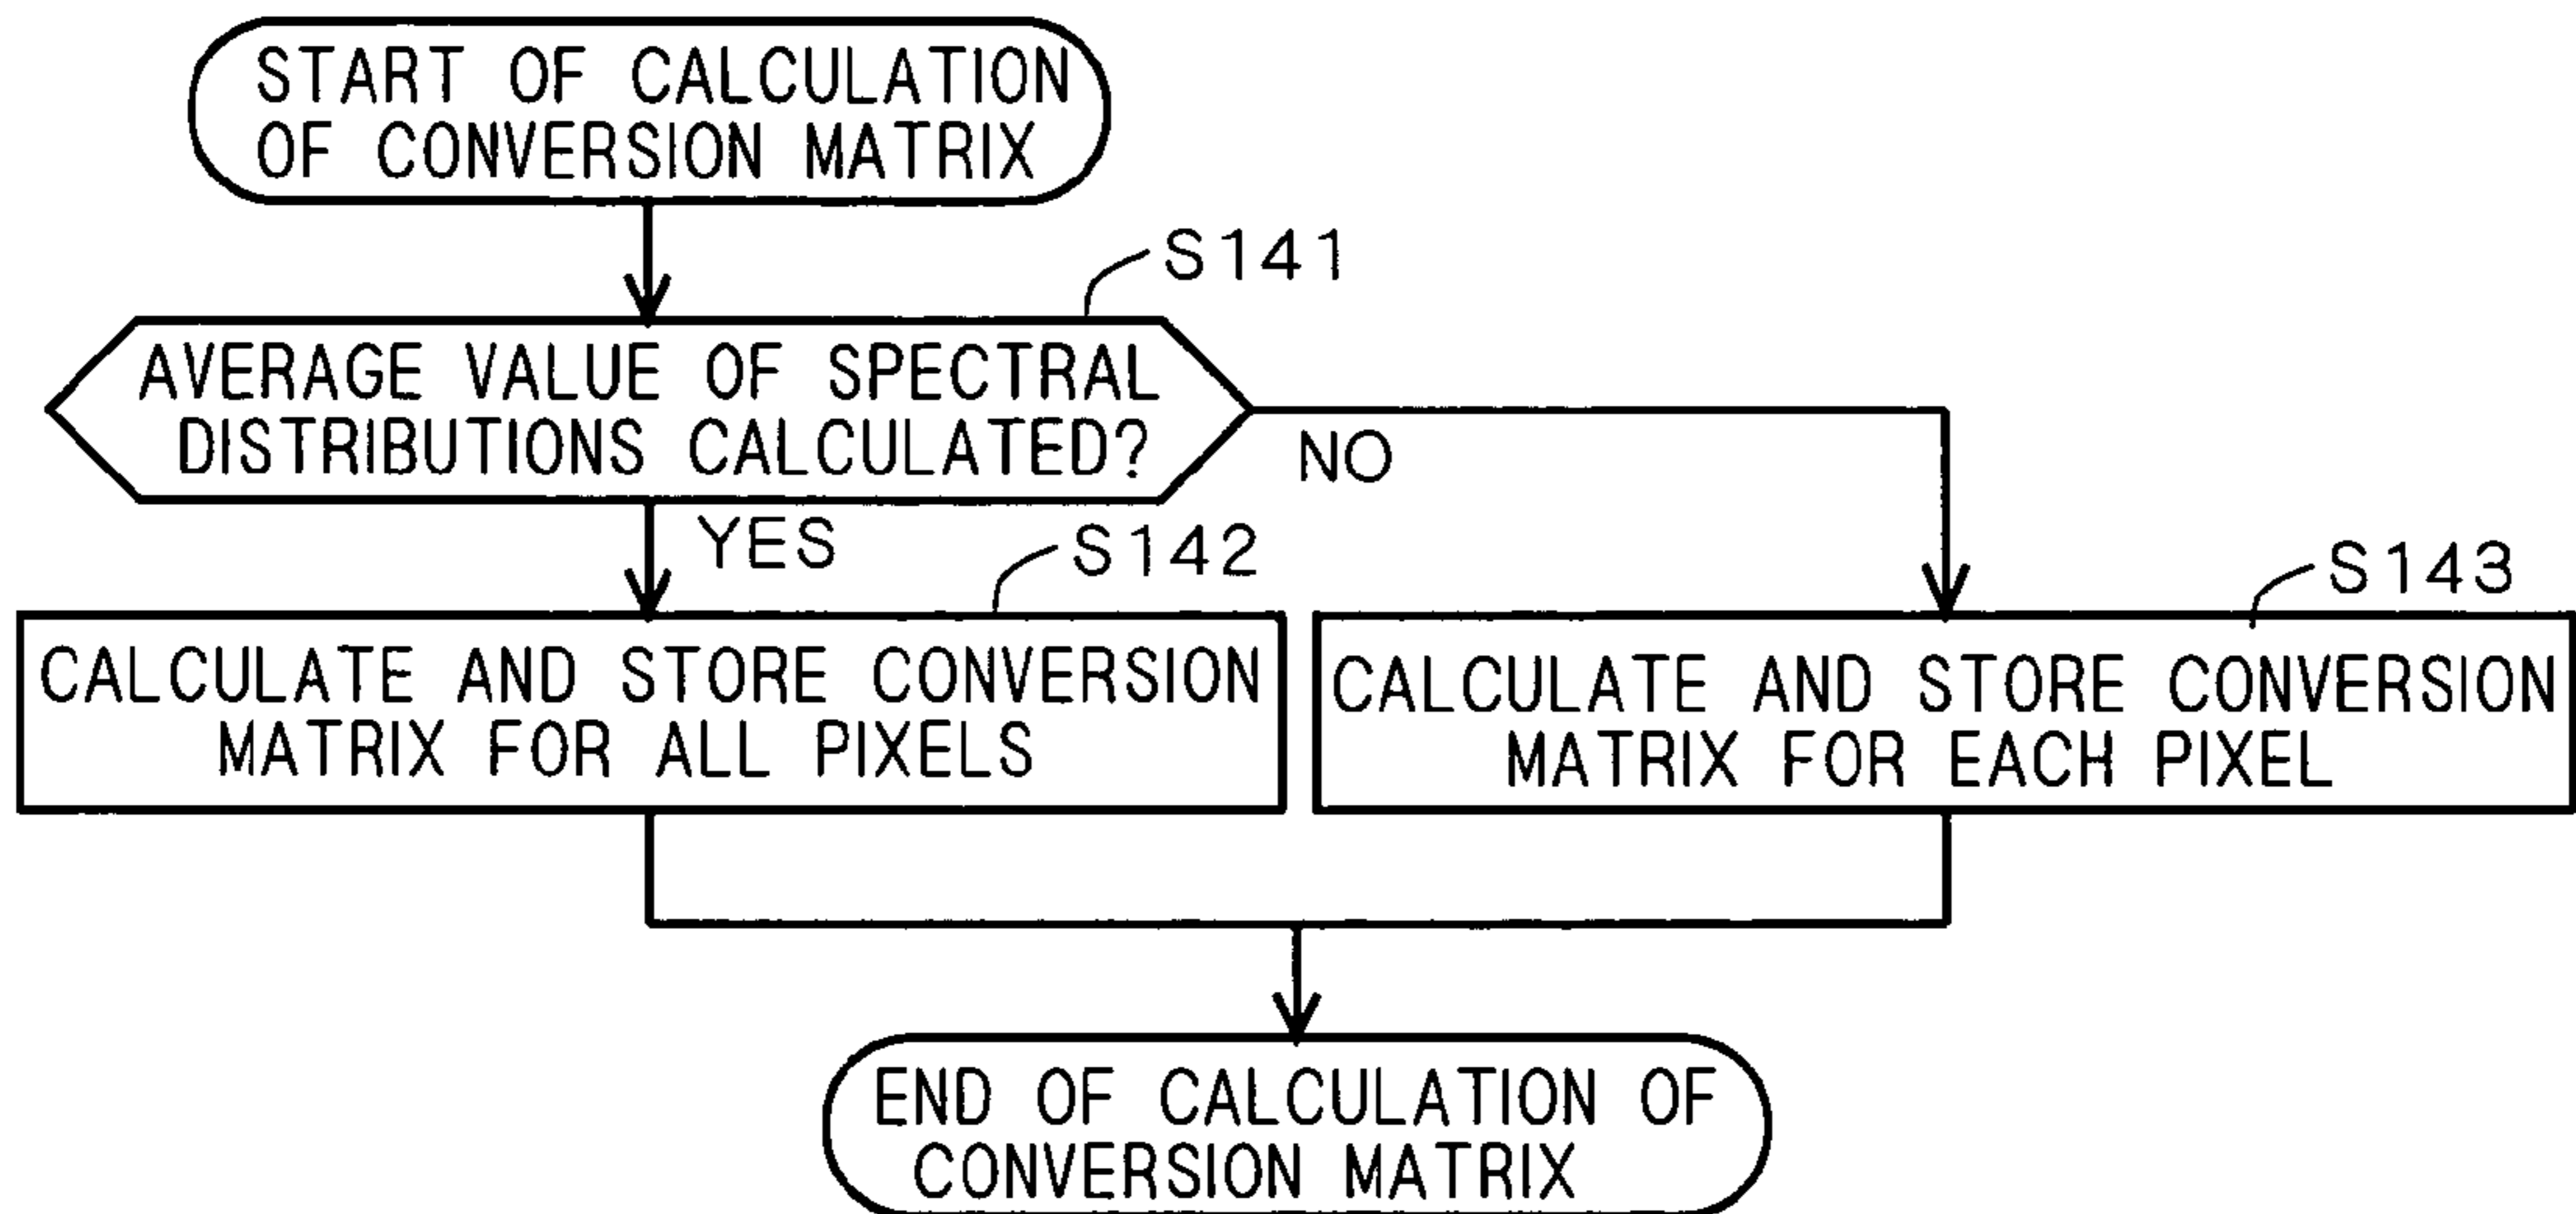 START OF CALCULATION
OF CONVERSION MATRIX
S141
AVERAGE VALUE OF SPECTRAL
DISTRIBUTIONS CALCULATED?
NO
YES
S142
S143
CALCULATE AND STORE CONVERSION
MATRIX FOR ALL PIXELS
CALCULATE AND STORE CONVERSION
MATRIX FOR EACH PIXEL
END OF CALCULATION OF
CONVERSION MATRIX